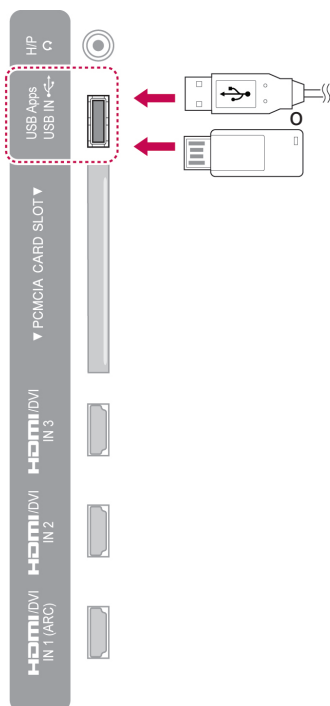 H/P
USB Apps
USB IN
▼ PCMCIA CARD SLOT ▼
HDMI/DVI
IN 3
HDMI/DVI
IN 2
HDMI/DVI
IN 1 (ARC)
O